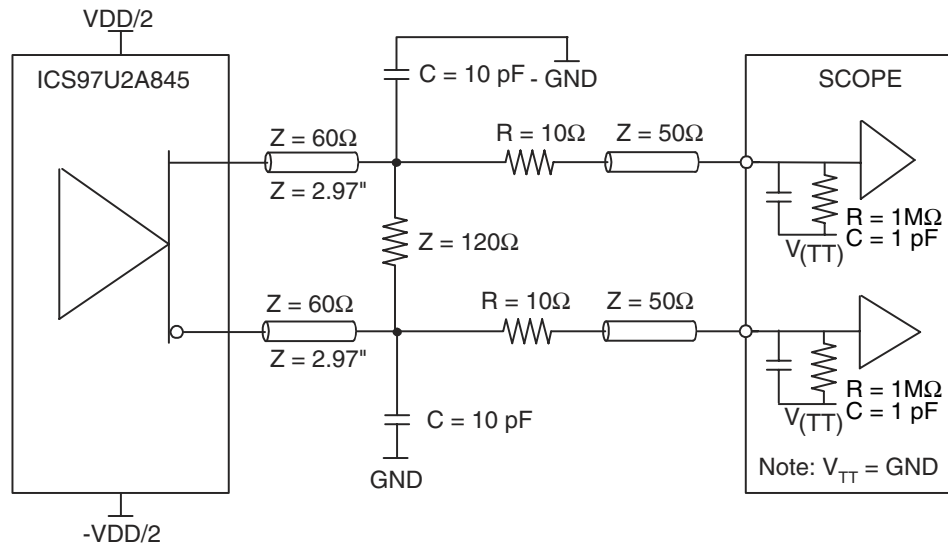 VDD/2
ICS97U2A845
C = 10 pF
- GND
SCOPE
Z = 60Ω
R = 10Ω
Z = 50Ω
Z = 2.97"
R = 1MΩ
C = 1 pF
V(TT)
Z = 120Ω
Z = 60Ω
R = 10Ω
Z = 50Ω
Z = 2.97"
R = 1MΩ
C = 1 pF
V(TT)
C = 10 pF
GND
Note: VTT = GND
-VDD/2